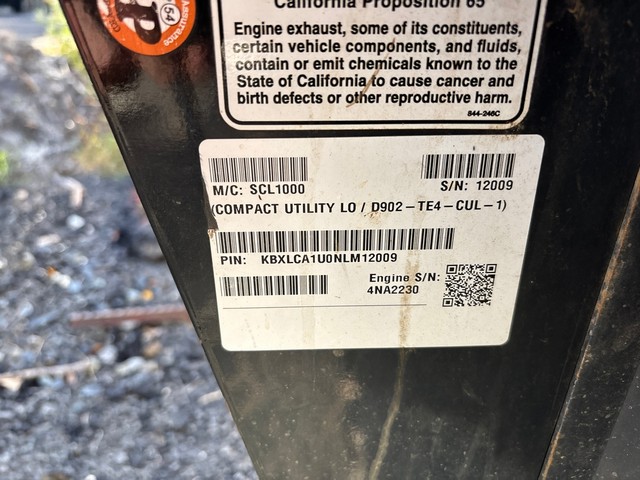 California Proposition 65
Engine exhaust, some of its constituents,
certain vehicle components, and fluids,
contain or emit chemicals known to the
State of California to cause cancer and
birth defects or other reproductive harm.
844-246C
54
Assurance
M/C: SCL1000
S/N: 12009
(COMPACT UTILITY LO / D902-TE4-CUL-1)
PIN: KBXLCA1U0NLM12009
Engine S/N:
4NA2230